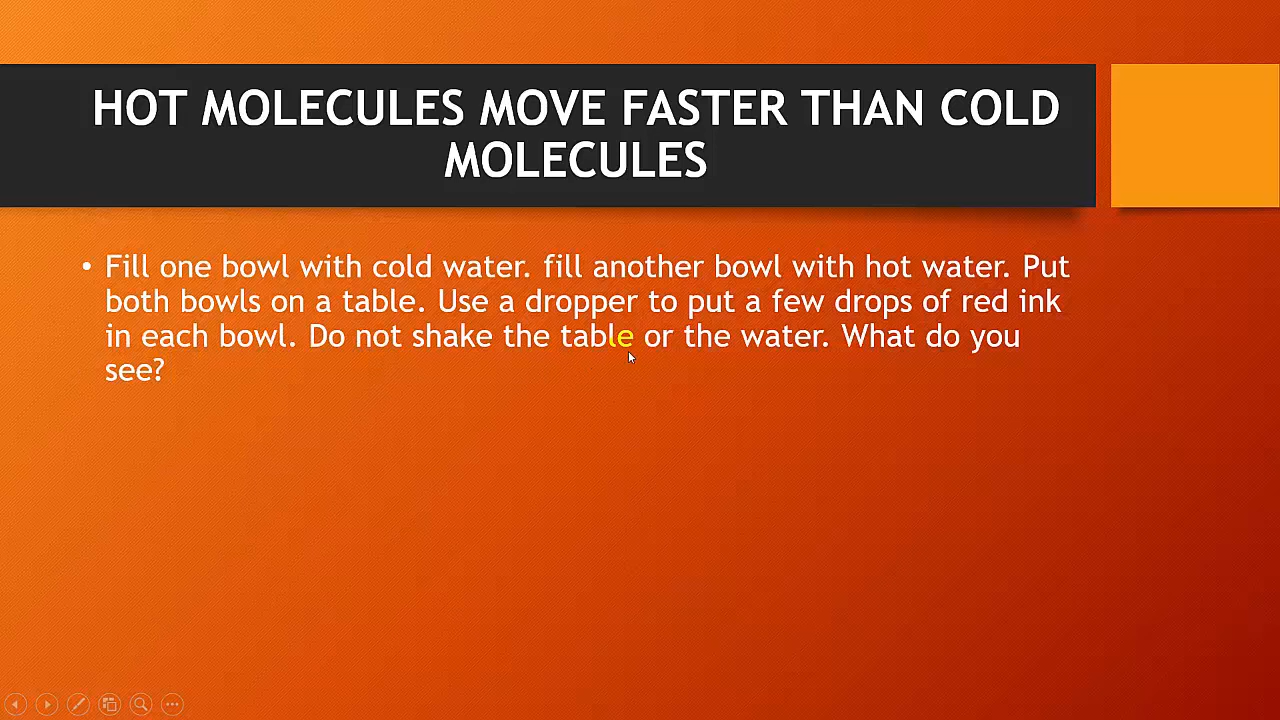 HOT MOLECULES MOVE FASTER THAN COLD
MOLECULES
• Fill one bowl with cold water. fill another bowl with hot water. Put
both bowls on a table. Use a dropper to put a few drops of red ink
in each bowl. Do not shake the table or the water. What do you
see?